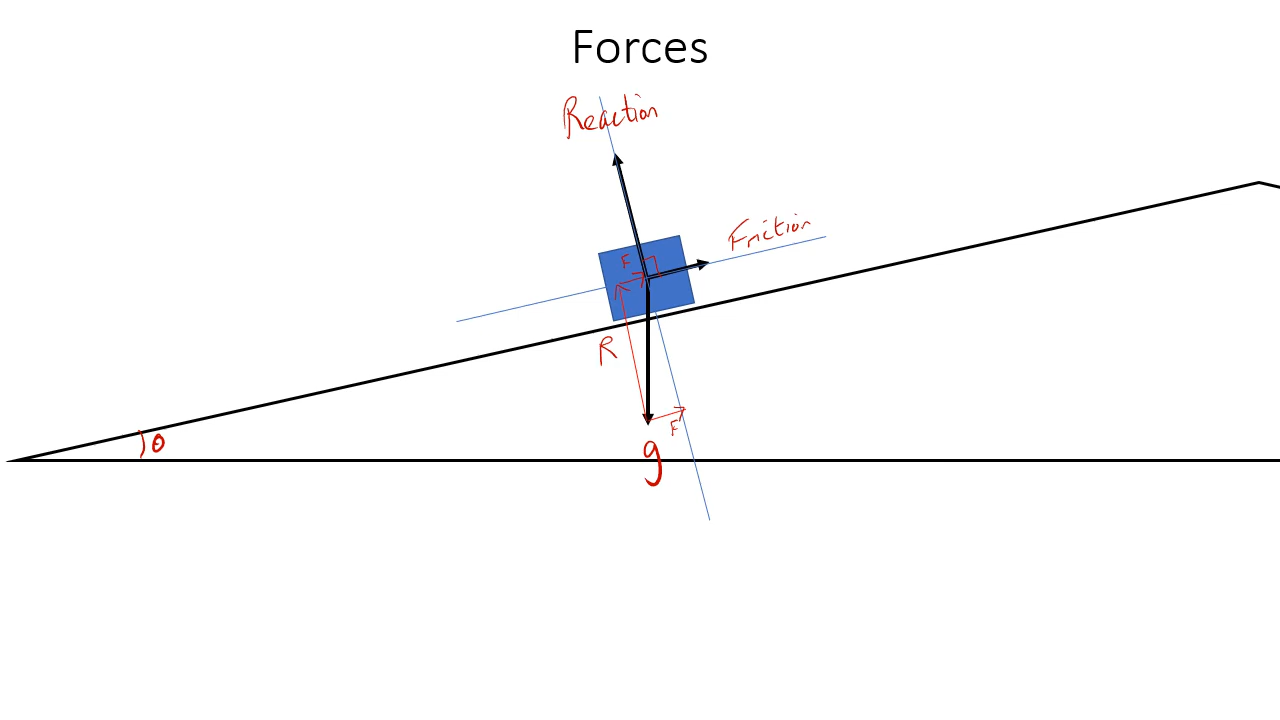 Forces
Reaction
Friction
F
R
F
θ
g